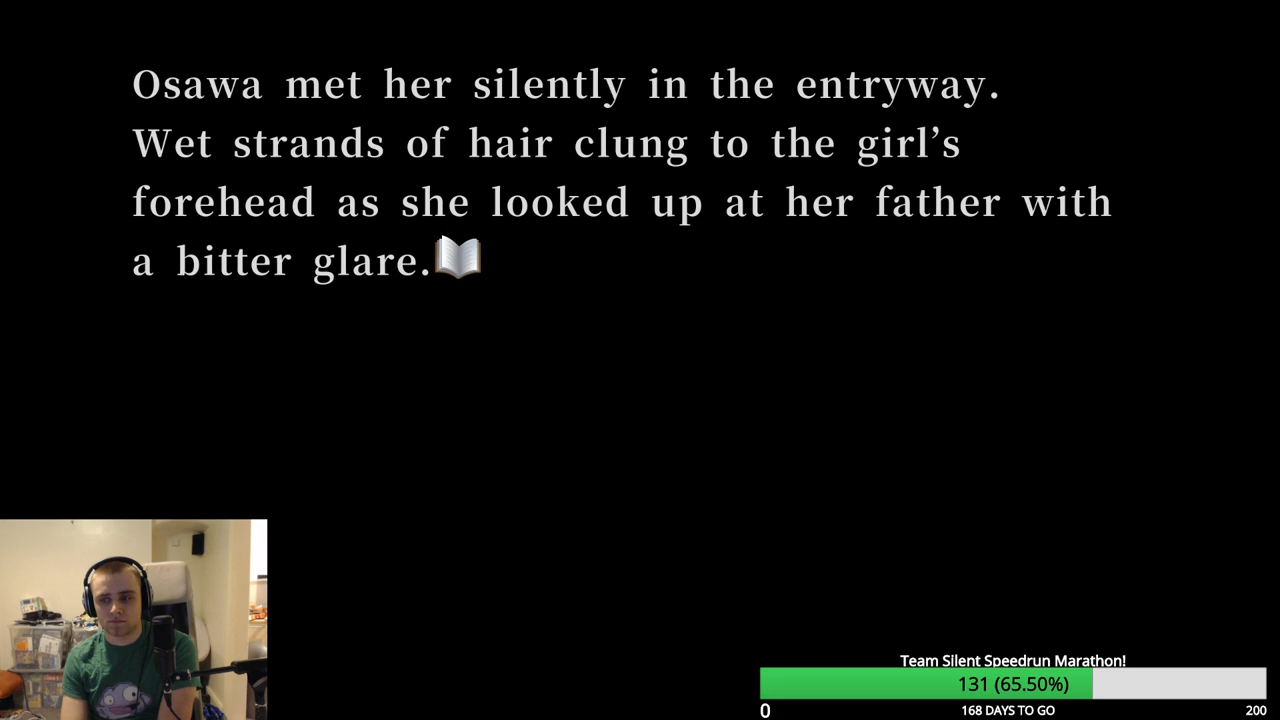 Osawa met her silently in the entryway.
Wet strands of hair clung to the girl’s
forehead as she looked up at her father with
a bitter glare.
Team Silent Speedrun Marathon!
131 (65.50%)
0 168 DAYS TO GO 200